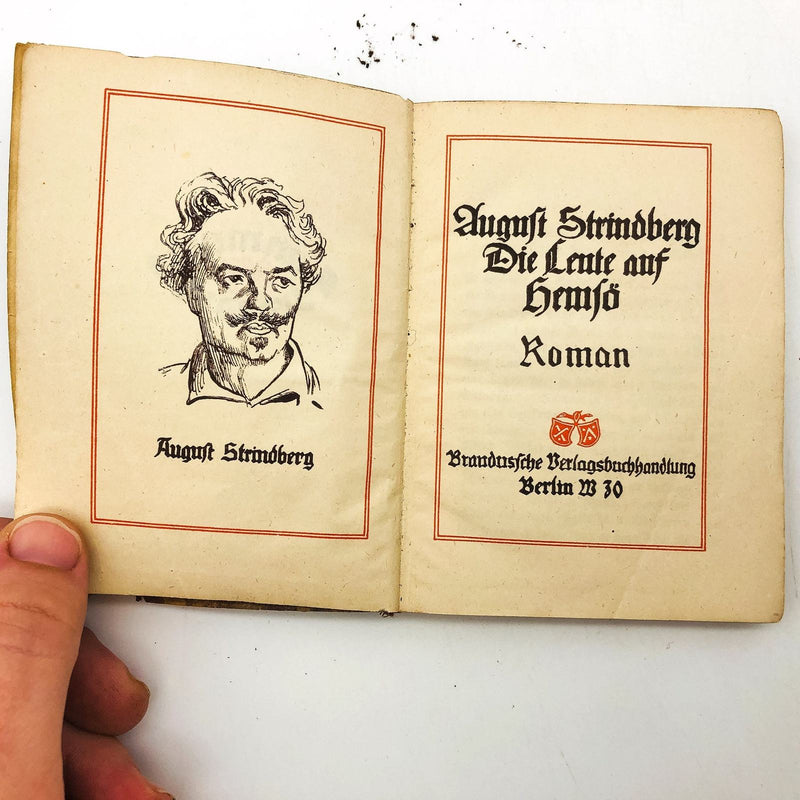 August Strindberg
August Strindberg
Die Leute auf
Hemsö
Roman
Brandussche Verlagsbuchhandlung
Berlin W 30